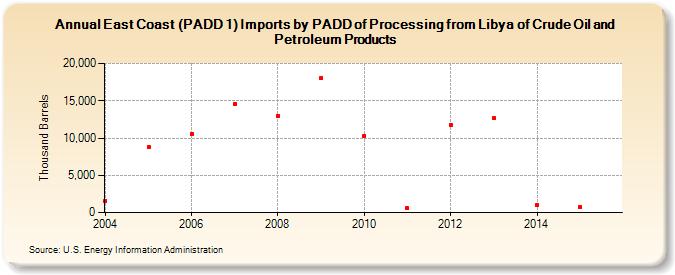 Annual East Coast (PADD 1) Imports by PADD of Processing from Libya of Crude Oil and
Petroleum Products
Thousand Barrels
20,000
15,000
10,000
5,000
0
2004 2006 2008 2010 2012 2014
Source: U.S. Energy Information Administration